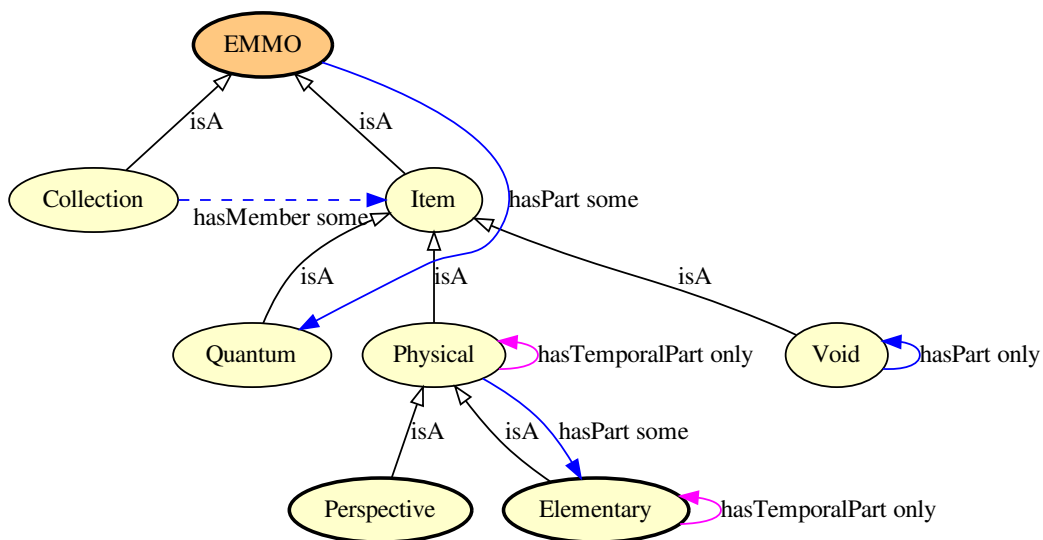 EMMO
isA
isA
Collection
Item
hasPart some
hasMember some
isA
isA
isA
Quantum
Physical
hasTemporalPart only
Void
hasPart only
isA
isA
hasPart some
Perspective
Elementary
hasTemporalPart only